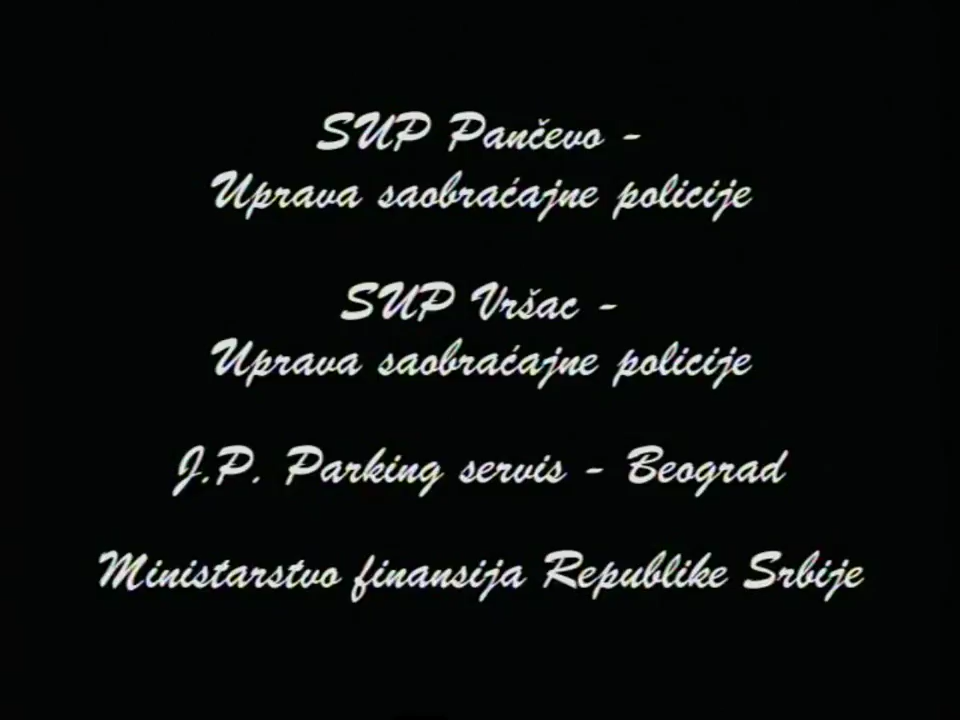 SUP Pančevo -
Uprava saobraćajne policije
SUP Vršac -
Uprava saobraćajne policije
J.P. Parking servis - Beograd
Ministarstvo finansija Republike Srbije